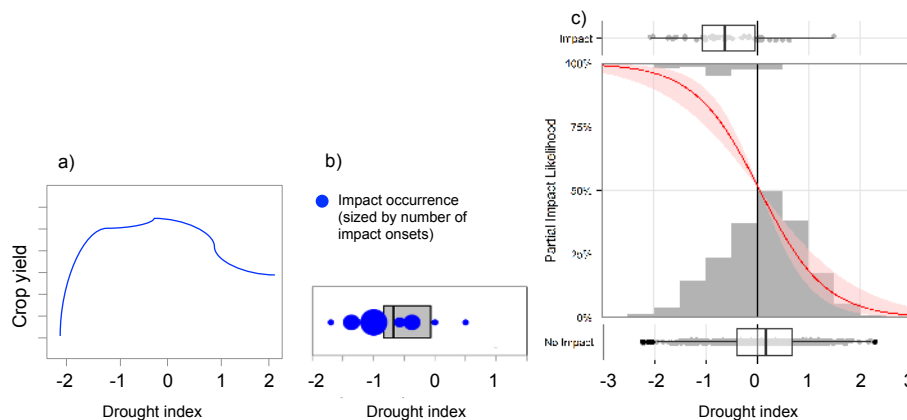 a)
Crop yield
-2
-1
0
1
2
Drought index
b)
Impact occurrence
(sized by number of
impact onsets)
-2
-1
0
1
Drought index
c)
Impact
100%
75%
50%
25%
0%
Partial Impact Likelihood
No Impact
-3
-2
-1
0
1
2
3
Drought index